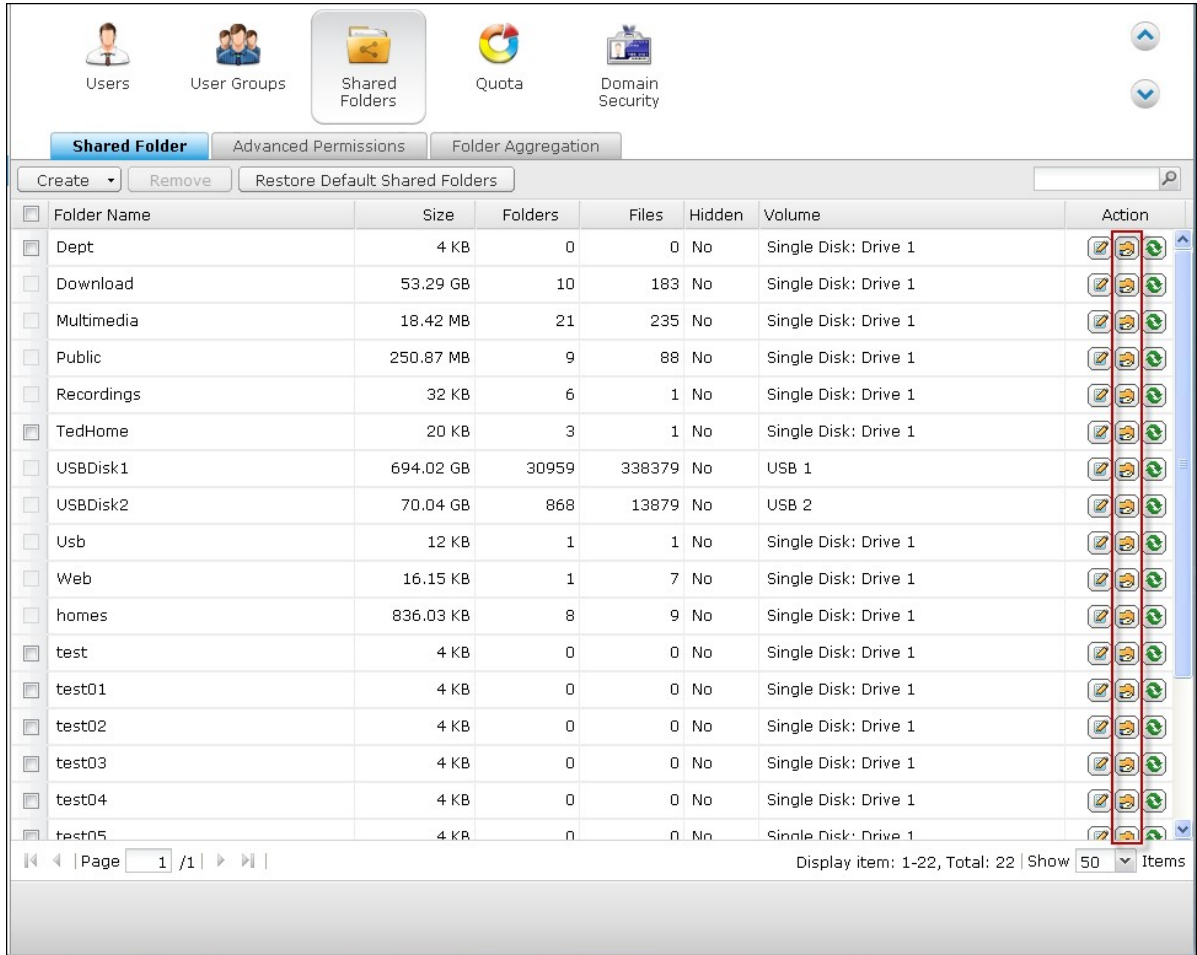 Users
User Groups
Shared
Folders
Quota
Domain
Security
Shared Folder Advanced Permissions Folder Aggregation
Create Remove Restore Default Shared Folders
Folder Name Size Folders Files Hidden Volume Action
Dept 4 KB 0 0 No Single Disk: Drive 1
Download 53.29 GB 10 183 No Single Disk: Drive 1
Multimedia 18.42 MB 21 235 No Single Disk: Drive 1
Public 250.87 MB 9 88 No Single Disk: Drive 1
Recordings 32 KB 6 1 No Single Disk: Drive 1
TedHome 20 KB 3 1 No Single Disk: Drive 1
USBDisk1 694.02 GB 30959 338379 No USB 1
USBDisk2 70.04 GB 868 13879 No USB 2
Usb 12 KB 1 1 No Single Disk: Drive 1
Web 16.15 KB 1 7 No Single Disk: Drive 1
homes 836.03 KB 8 9 No Single Disk: Drive 1
test 4 KB 0 0 No Single Disk: Drive 1
test01 4 KB 0 0 No Single Disk: Drive 1
test02 4 KB 0 0 No Single Disk: Drive 1
test03 4 KB 0 0 No Single Disk: Drive 1
test04 4 KB 0 0 No Single Disk: Drive 1
test05 4 KB 0 0 No Single Disk: Drive 1
Page 1 /1 Display item: 1-22, Total: 22 Show 50 Items